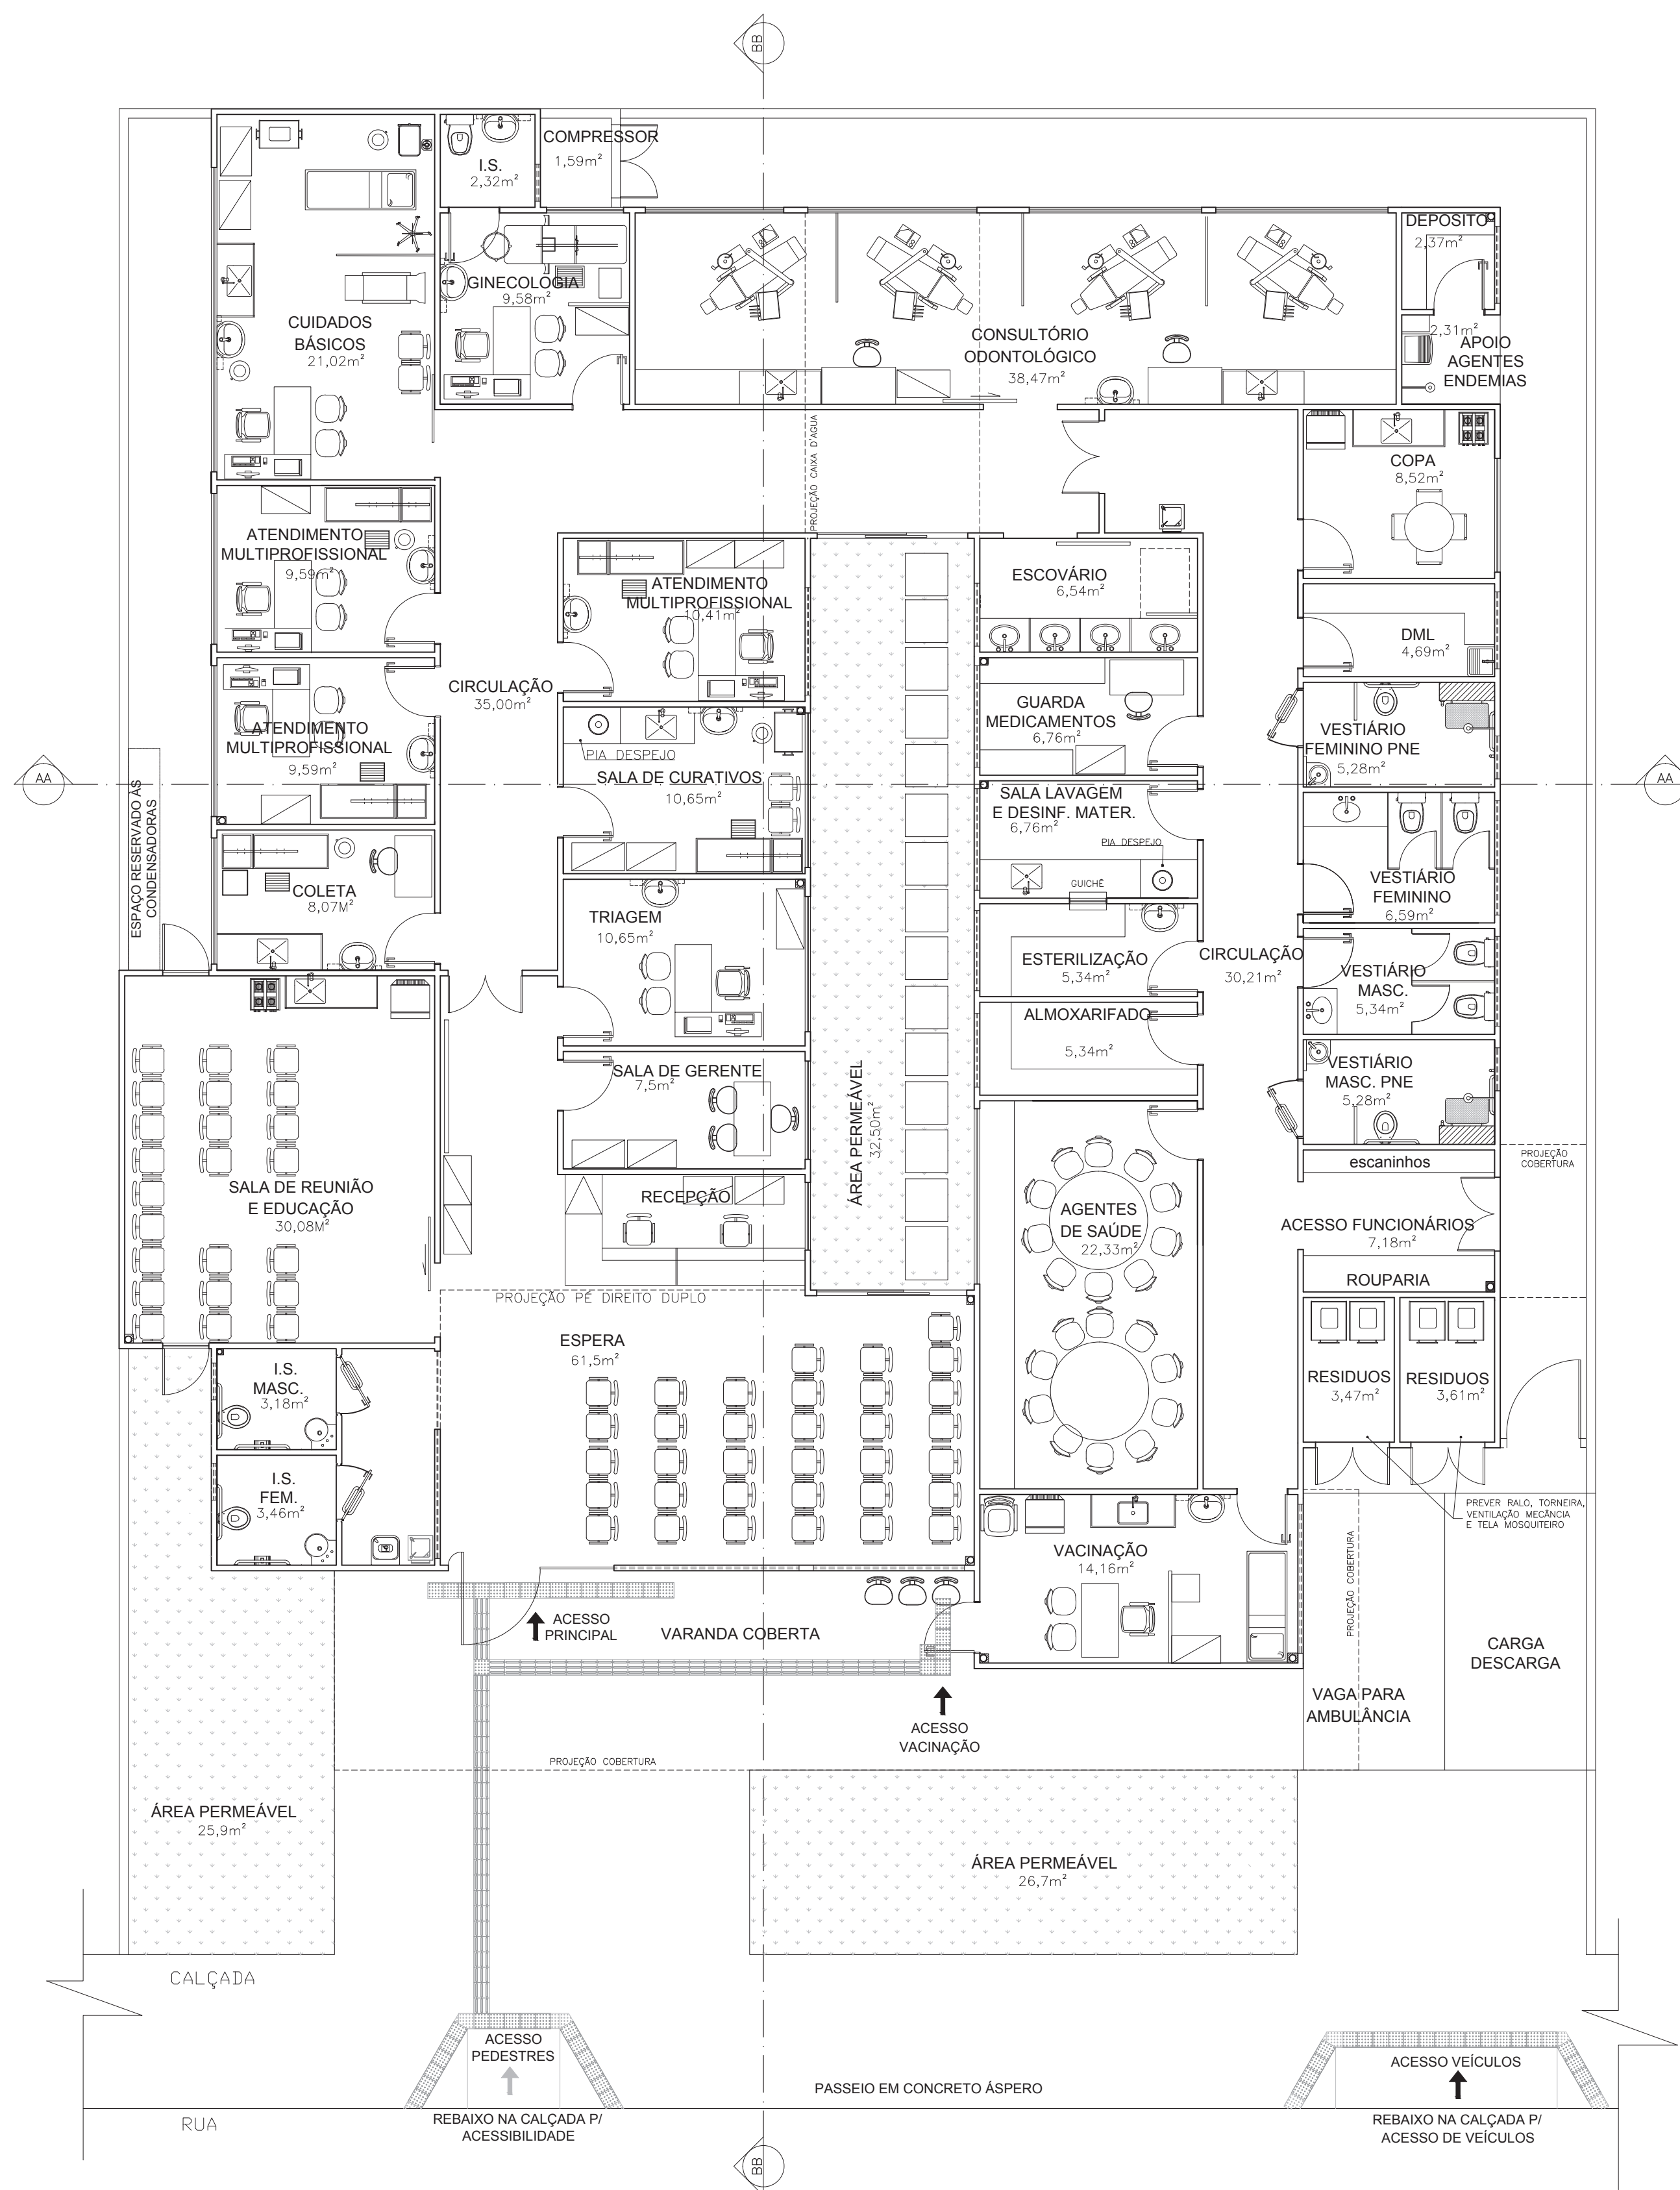 BB
COMPRESSOR
1,59m²
I.S.
2,32m²
DEPOSITO
2,37m²
GINECOLOGIA
9,58m²
CUIDADOS
BÁSICOS
21,02m²
CONSULTÓRIO
ODONTOLÓGICO
38,47m²
2,31m²
APOIO
AGENTES
ENDEMIAS
PROJEÇÃO CAIXA D'AGUA
COPA
8,52m²
ATENDIMENTO
MULTIPROFISSIONAL
9,59m²
ATENDIMENTO
MULTIPROFISSIONAL
10,41m²
ESCOVÁRIO
6,54m²
DML
4,69m²
CIRCULAÇÃO
35,00m²
GUARDA
MEDICAMENTOS
6,76m²
VESTIÁRIO
FEMININO PNE
5,28m²
ATENDIMENTO
MULTIPROFISSIONAL
9,59m²
PIA DESPEJO
SALA DE CURATIVOS
10,65m²
AA
AA
SALA LAVAGEM
E DESINF. MATER.
6,76m²
PIA DESPEJO
GUICHÊ
ESPAÇO RESERVADO ÀS
CONDENSADORAS
COLETA
8,07M²
VESTIÁRIO
FEMININO
6,59m²
TRIAGEM
10,65m²
ESTERILIZAÇÃO
5,34m²
CIRCULAÇÃO
30,21m²
VESTIÁRIO
MASC.
5,34m²
ALMOXARIFADO
5,34m²
SALA DE GERENTE
7,5m²
ÁREA PERMEÁVEL
32,50m²
VESTIÁRIO
MASC. PNE
5,28m²
PROJEÇÃO
COBERTURA
escaninhos
SALA DE REUNIÃO
E EDUCAÇÃO
30,08M²
RECEPÇÃO
AGENTES
DE SAÚDE
22,33m²
ACESSO FUNCIONÁRIOS
7,18m²
ROUPARIA
PROJEÇÃO PÉ DIREITO DUPLO
ESPERA
61,5m²
I.S.
MASC.
3,18m²
RESIDUOS
3,47m²
RESIDUOS
3,61m²
I.S.
FEM.
3,46m²
PREVER RALO, TORNEIRA,
VENTILAÇÃO MECÂNCIA
E TELA MOSQUITEIRO
VACINAÇÃO
14,16m²
PROJEÇÃO COBERTURA
ACESSO
PRINCIPAL
VARANDA COBERTA
CARGA
DESCARGA
VAGA PARA
AMBULÂNCIA
ACESSO
VACINAÇÃO
PROJEÇÃO COBERTURA
ÁREA PERMEÁVEL
25,9m²
ÁREA PERMEÁVEL
26,7m²
CALÇADA
ACESSO
PEDESTRES
ACESSO VEÍCULOS
PASSEIO EM CONCRETO ÁSPERO
RUA
REBAIXO NA CALÇADA P/
ACESSIBILIDADE
REBAIXO NA CALÇADA P/
ACESSO DE VEÍCULOS
BB